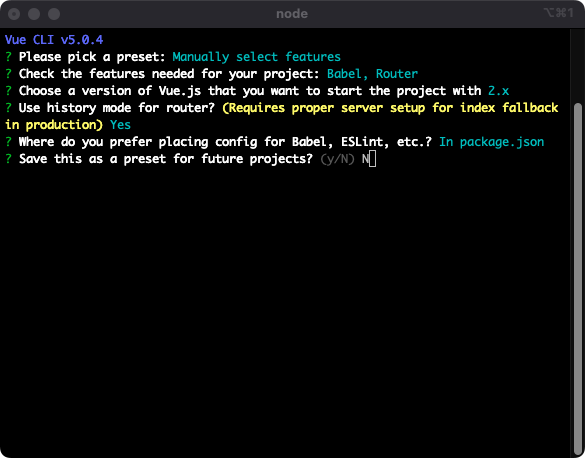 node
⌥⌘1
Vue CLI v5.0.4
? Please pick a preset: Manually select features
? Check the features needed for your project: Babel, Router
? Choose a version of Vue.js that you want to start the project with 2.x
? Use history mode for router? (Requires proper server setup for index fallback
in production) Yes
? Where do you prefer placing config for Babel, ESLint, etc.? In package.json
? Save this as a preset for future projects? (y/N) N